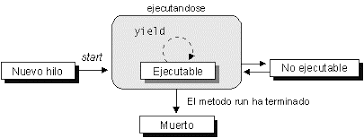 ejecutandose
yield
start
Nuevo hilo
Ejecutable
No ejecutable
El metodo run ha terminado
Muerto